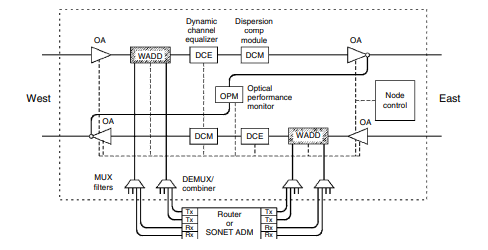 Dynamic
channel
equalizer
Dispersion
comp
module
OA
WADD
DCE
DCM
OA
OPM
Optical
performance
monitor
Node
control
West
East
OA
DCM
DCE
WADD
OA
MUX
filters
DEMUX/
combiner
Tx
Tx
Rx
Rx
Router
or
SONET ADM
Tx
Tx
Rx
Rx